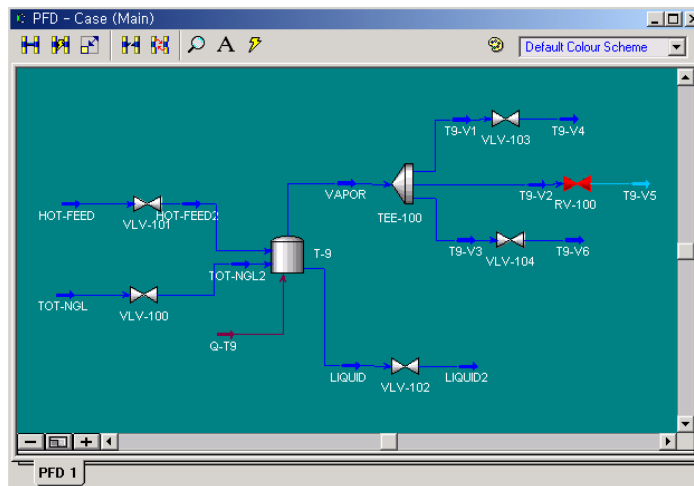 PFD - Case (Main)
A
Default Colour Scheme
T9-V1
VLV-103
T9-V4
VAPOR
TEE-100
T9-V2
RV-100
T9-V5
HOT-FEED
VLV-101
HOT-FEED2
T9-V3
VLV-104
T9-V6
T-9
TOT-NGL2
TOT-NGL
VLV-100
Q-T9
LIQUID
VLV-102
LIQUID2
PFD 1